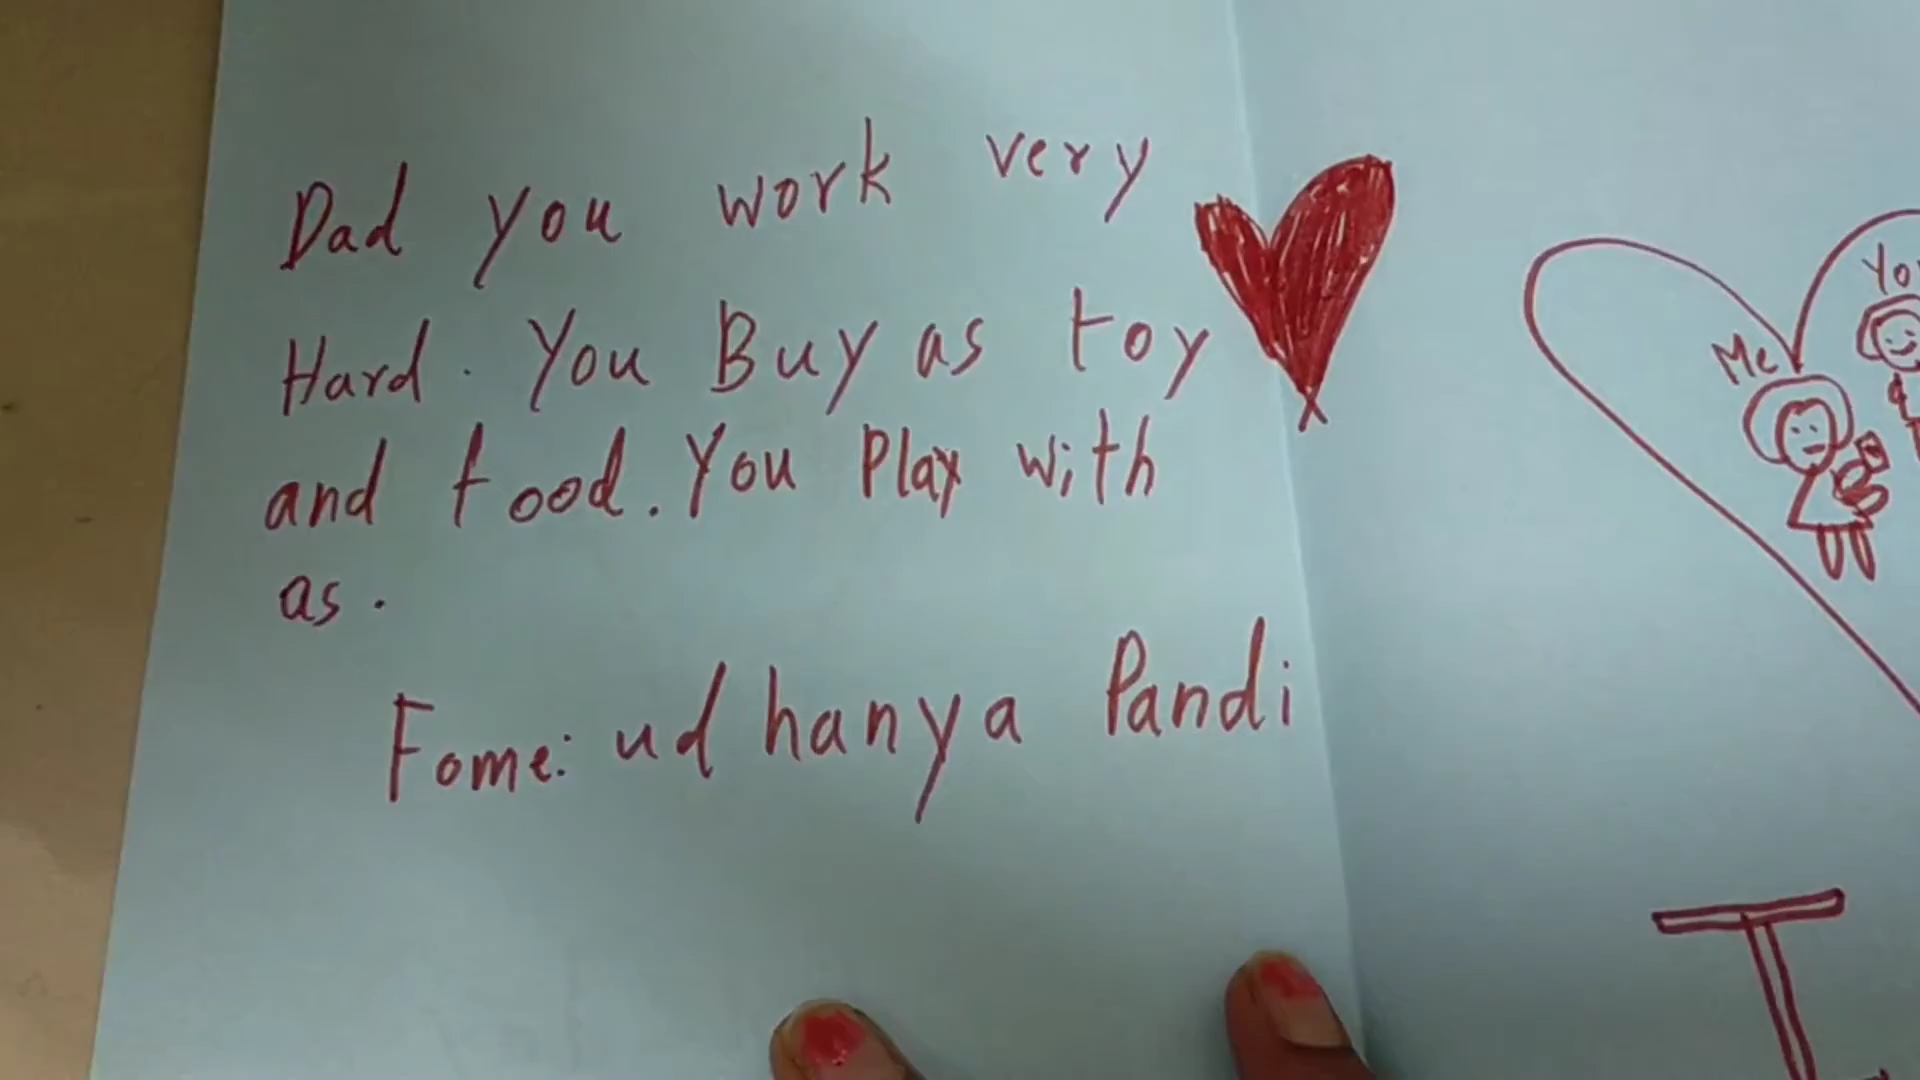 Dad you work very
Hard. You Buy as toy
and food. You Play with
as.
Fome: udhanya Pandi
Me
I